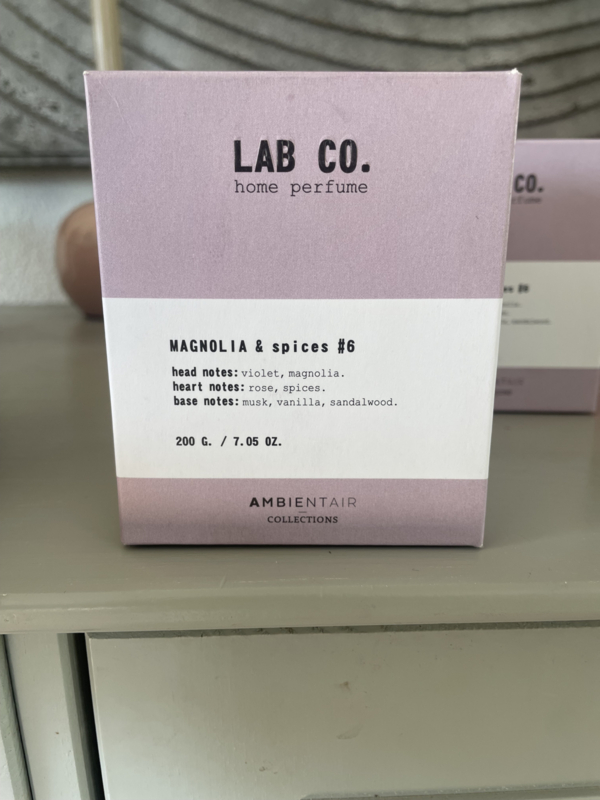 LAB CO.
home perfume
MAGNOLIA & spices #6
head notes: violet, magnolia.
heart notes: rose, spices.
base notes: musk, vanilla, sandalwood.
200 G. / 7.05 OZ.
AMBIENTAIR
COLLECTIONS
CO.